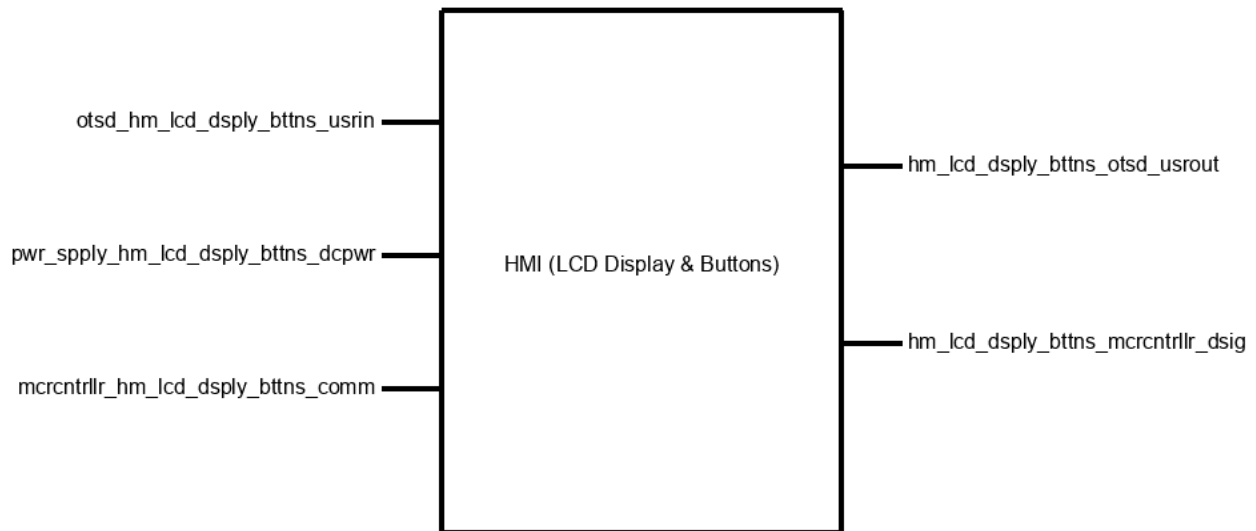 otsd_hm_lcd_dsply_bttns_usrin
pwr_spply_hm_lcd_dsply_bttns_dcpwr
mcrcntrllr_hm_lcd_dsply_bttns_comm
HMI (LCD Display & Buttons)
hm_lcd_dsply_bttns_otsd_usrout
hm_lcd_dsply_bttns_mcrcntrllr_dsig